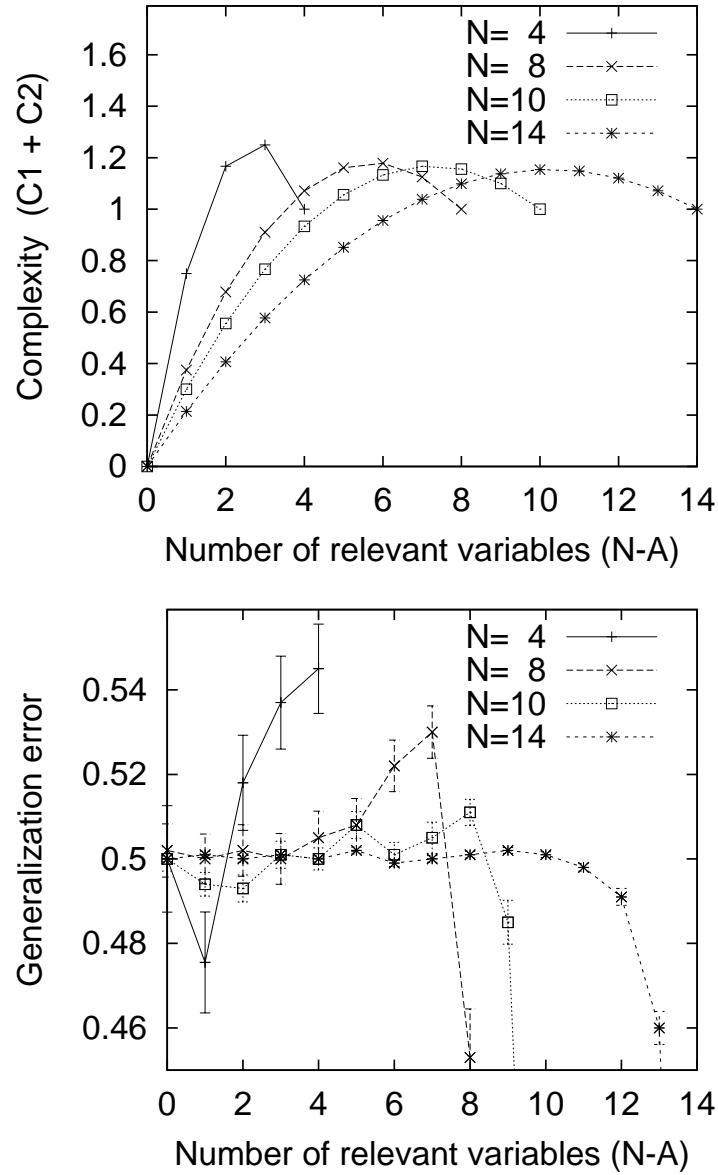 1.6
1.4
1.2
1
0.8
0.6
0.4
0.2
0
Complexity (C1 + C2)
N= 4
N= 8
N=10
N=14
0 2 4 6 8 10 12 14
Number of relevant variables (N-A)
0.54
0.52
0.5
0.48
0.46
Generalization error
N= 4
N= 8
N=10
N=14
0 2 4 6 8 10 12 14
Number of relevant variables (N-A)